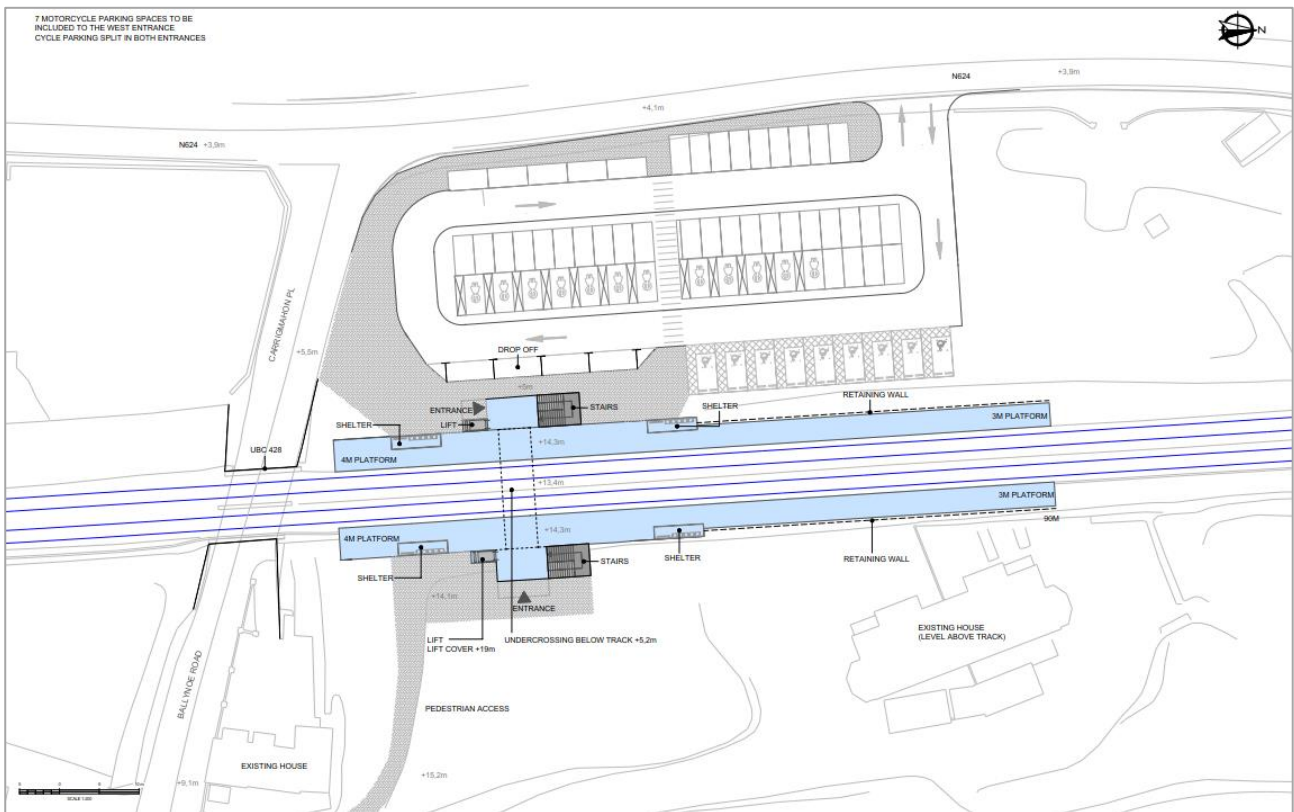 7 MOTORCYCLE PARKING SPACES TO BE
INCLUDED TO THE WEST ENTRANCE
CYCLE PARKING SPLIT IN BOTH ENTRANCES
N
N624
+3,9m
+4,1m
N624 +3,9m
CARRIGMAHON PL
+5,5m
DROP OFF
+5m
ENTRANCE
STAIRS
RETAINING WALL
SHELTER
SHELTER
LIFT
3M PLATFORM
+14,3m
UBC 428
4M PLATFORM
+13,4m
3M PLATFORM
90M
+14,3m
4M PLATFORM
STAIRS
SHELTER
RETAINING WALL
SHELTER
+14,1m
ENTRANCE
LIFT
LIFT COVER +19m
UNDERCROSSING BELOW TRACK +5,2m
EXISTING HOUSE
(LEVEL ABOVE TRACK)
BALLYNOE ROAD
PEDESTRIAN ACCESS
EXISTING HOUSE
+15,2m
+9,1m